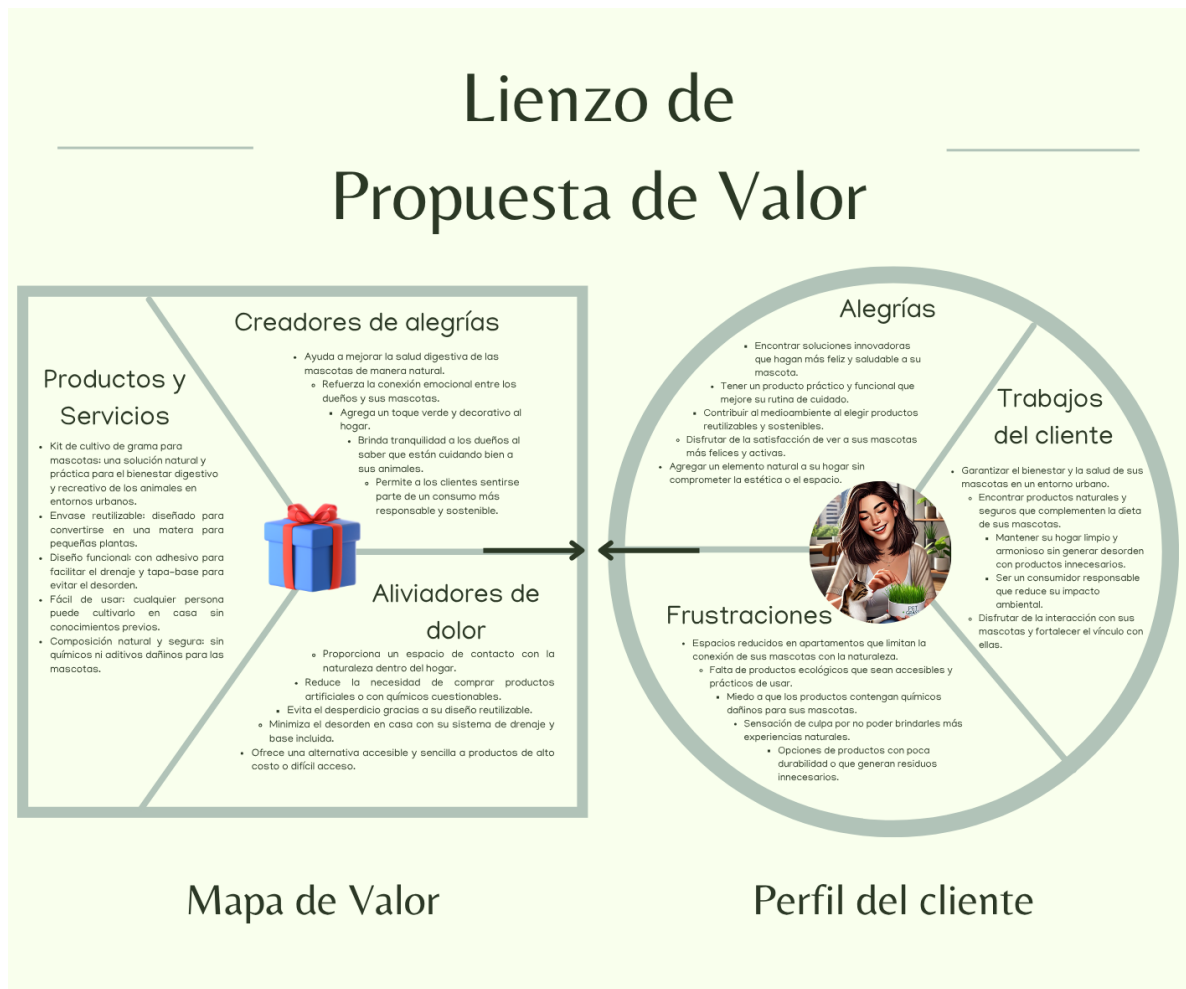 Lienzo de
Propuesta de Valor
Productos y
Servicios
• Kit de cultivo de grama para
mascotas: una solución natural y
práctica para el bienestar digestivo
y recreativo de los animales en
entornos urbanos.
• Envase reutilizable: diseñado para
convertirse en una matera para
pequeñas plantas.
• Diseño funcional: con adhesivo para
facilitar el drenaje y tapa-base para
evitar el desorden.
• Fácil de usar: cualquier persona
puede cultivarlo en casa sin
conocimientos previos.
• Composición natural y segura: sin
químicos ni aditivos dañinos para las
mascotas.
Creadores de alegrías
• Ayuda a mejorar la salud digestiva de las
mascotas de manera natural.
◦ Refuerza la conexión emocional entre los
dueños y sus mascotas.
▪ Agrega un toque verde y decorativo al
hogar.
▪ Brinda tranquilidad a los dueños al
saber que están cuidando bien a
sus animales.
◦ Permite a los clientes sentirse
parte de un consumo más
responsable y sostenible.
Aliviadores de
dolor
◦ Proporciona un espacio de contacto con la
naturaleza dentro del hogar.
▪ Reduce la necesidad de comprar productos
artificiales o con químicos cuestionables.
▪ Evita el desperdicio gracias a su diseño reutilizable.
◦ Minimiza el desorden en casa con su sistema de drenaje y
base incluida.
• Ofrece una alternativa accesible y sencilla a productos de alto
costo o difícil acceso.
Alegrías
▪ Encontrar soluciones innovadoras
que hagan más feliz y saludable a su
mascota.
▪ Tener un producto práctico y funcional que
mejore su rutina de cuidado.
▪ Contribuir al medioambiente al elegir productos
reutilizables y sostenibles.
◦ Disfrutar de la satisfacción de ver a sus mascotas
más felices y activas.
• Agregar un elemento natural a su hogar sin
comprometer la estética o el espacio.
Trabajos
del cliente
• Garantizar el bienestar y la salud de sus
mascotas en un entorno urbano.
◦ Encontrar productos naturales y
seguros que complementen la dieta
de sus mascotas.
▪ Mantener su hogar limpio y
armonioso sin generar desorden
con productos innecesarios.
▪ Ser un consumidor responsable
que reduce su impacto
ambiental.
◦ Disfrutar de la interacción con sus
mascotas y fortalecer el vínculo con
ellas.
PET
Frustraciones
• Espacios reducidos en apartamentos que limitan la
conexión de sus mascotas con la naturaleza.
◦ Falta de productos ecológicos que sean accesibles y
prácticos de usar.
▪ Miedo a que los productos contengan químicos
dañinos para sus mascotas.
▪ Sensación de culpa por no poder brindarles más
experiencias naturales.
▪ Opciones de productos con poca
durabilidad o que generan residuos
innecesarios.
Mapa de Valor
Perfil del cliente